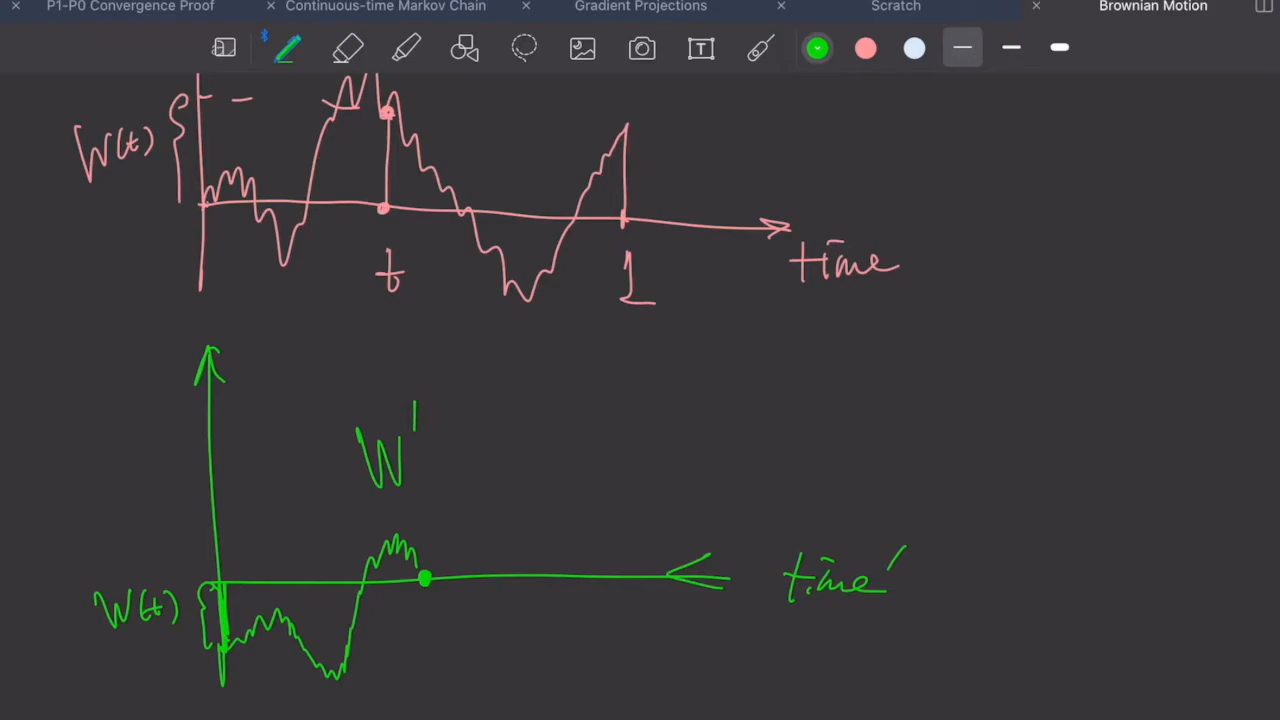 P1-P0 Convergence Proof Continuous-time Markov Chain Gradient Projections Scratch Brownian Motion
T
W(t)
t
1
time
W'
time'
W(t)